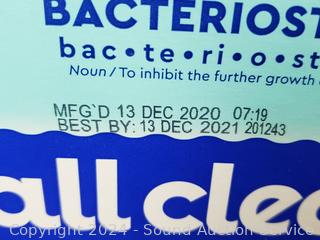 BACTERIOST
bac•te•ri•o•st
Noun / To inhibit the further growth
MFG'D 13 DEC 2020 07:19
BEST BY: 13 DEC 2021 201243
all clea
Copyright 2024 - Sound Auction Service